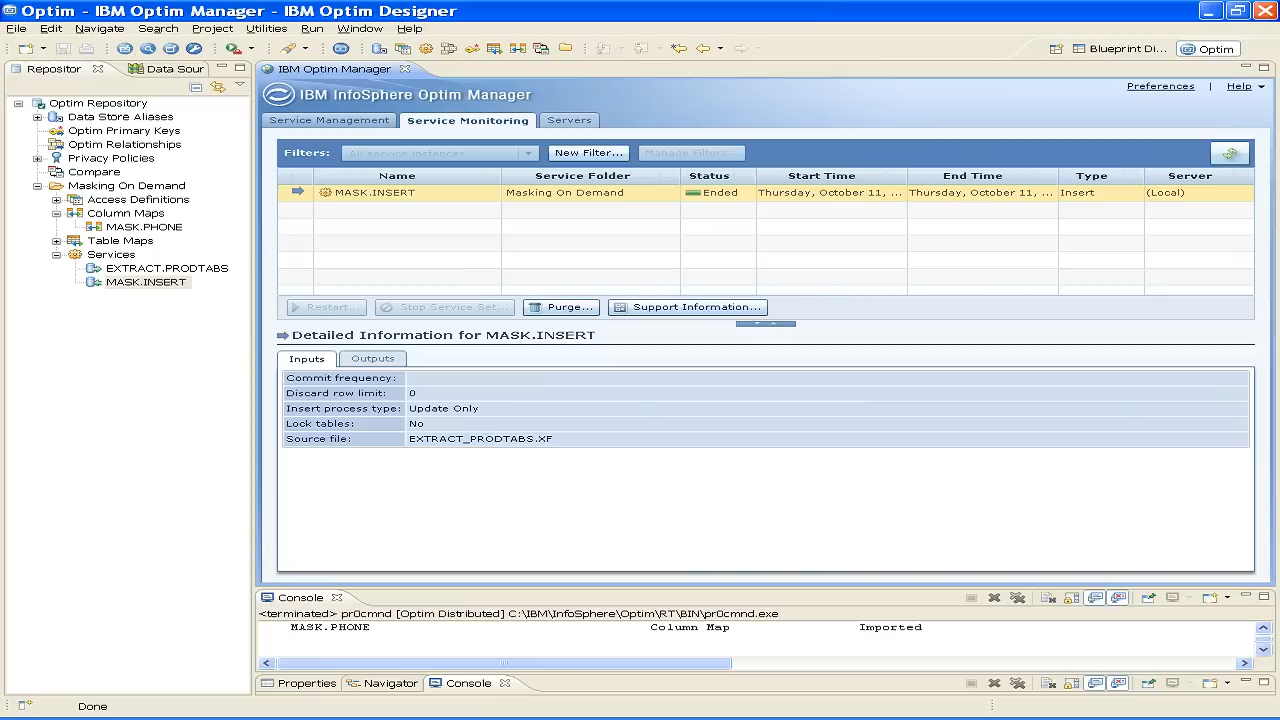 Optim - IBM Optim Manager - IBM Optim Designer
File Edit Navigate Search Project Utilities Run Window Help
Blueprint Di... Optim
Repositor Data Sour
Optim Repository
Data Store Aliases
Optim Primary Keys
Optim Relationships
Privacy Policies
Compare
Masking On Demand
Access Definitions
Column Maps
MASK.PHONE
Table Maps
Services
EXTRACT.PRODTABS
MASK.INSERT
IBM Optim Manager
IBM InfoSphere Optim Manager
Preferences | Help
Service Management Service Monitoring Servers
Filters: All service instances New Filter... Manage Filters...
Name Service Folder Status Start Time End Time Type Server
MASK.INSERT Masking On Demand Ended Thursday, October 11, ... Thursday, October 11, ... Insert (Local)
Restart... Stop Service Set... Purge... Support Information...
Detailed Information for MASK.INSERT
Inputs Outputs
Commit frequency:
Discard row limit: 0
Insert process type: Update Only
Lock tables: No
Source file: EXTRACT_PRODTABS.XF
Console
<terminated> pr0cmnd [Optim Distributed] C:\IBM\InfoSphere\Optim\RT\BIN\pr0cmnd.exe
MASK.PHONE Column Map Imported
Properties Navigator Console
Done